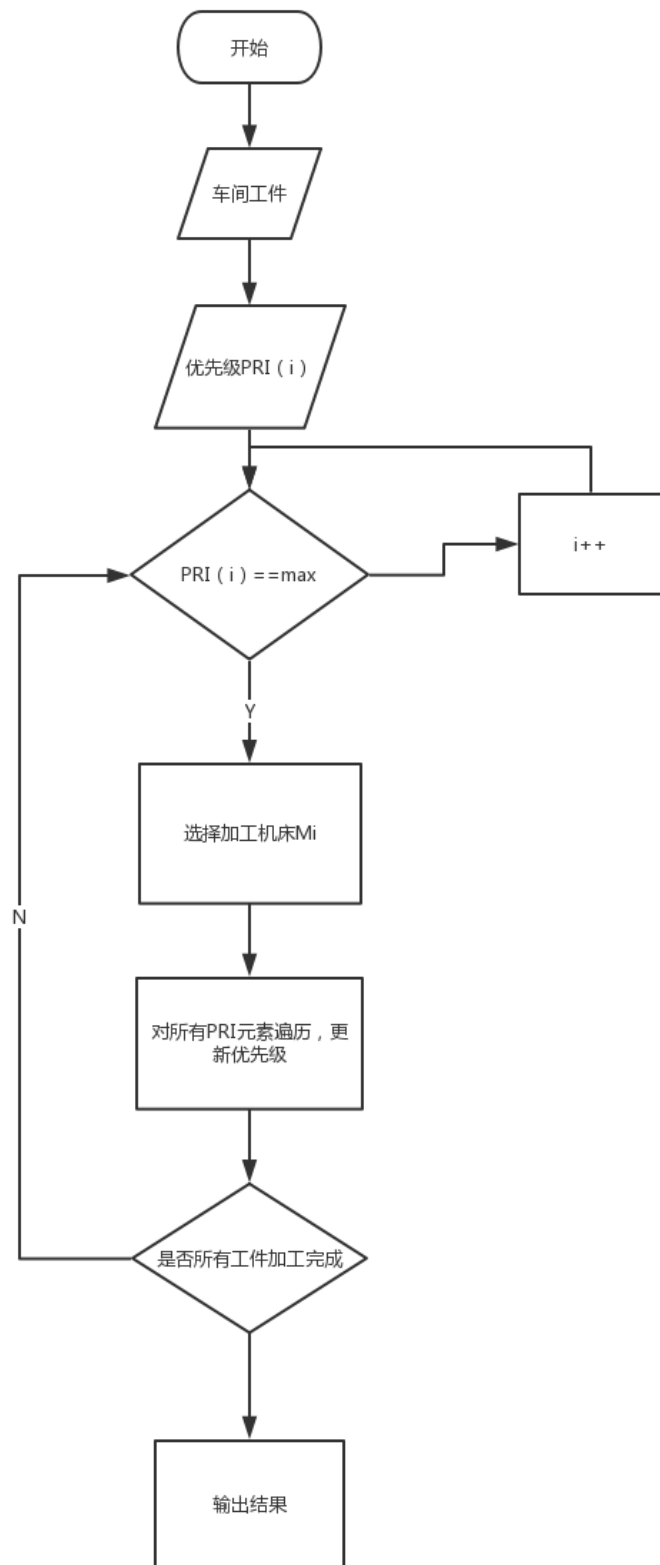 开始
车间工件
优先级PRI（i）
PRI（i）==max
i++
Y
选择加工机床Mi
N
对所有PRI元素遍历，更
新优先级
是否所有工件加工完成
输出结果